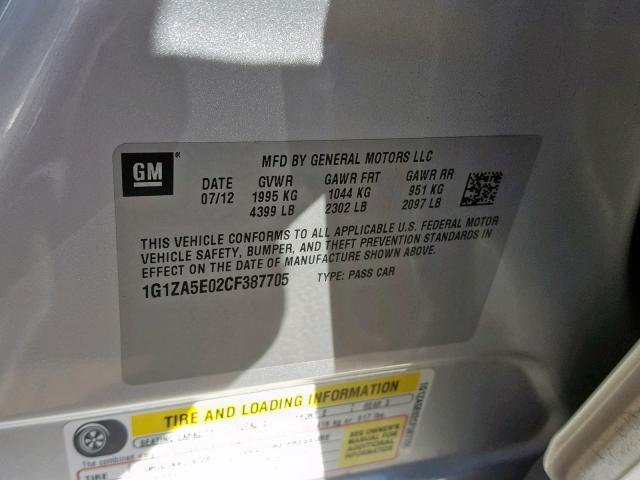 GM
MFD BY GENERAL MOTORS LLC
DATE GVWR GAWR FRT GAWR RR
07/12 1995 KG 1044 KG 951 KG
4399 LB 2302 LB 2097 LB
THIS VEHICLE CONFORMS TO ALL APPLICABLE U.S. FEDERAL MOTOR
VEHICLE SAFETY, BUMPER, AND THEFT PREVENTION STANDARDS IN
EFFECT ON THE DATE OF MANUFACTURE SHOWN ABOVE.
1G1ZA5E02CF387705 TYPE: PASS CAR
TIRE AND LOADING INFORMATION
SEE OWNER'S
MANUAL FOR
ADDITIONAL
The combined
TIRE